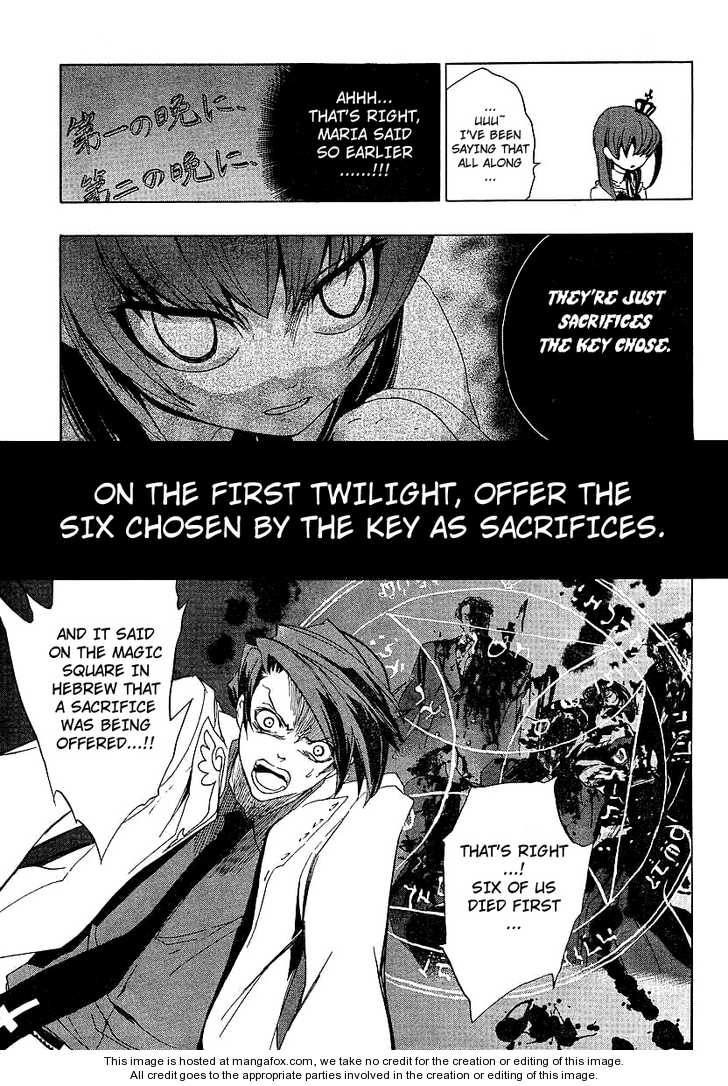 ...
UUU~
I'VE BEEN
SAYING THAT
ALL ALONG
...
AHHH...
THAT'S RIGHT,
MARIA SAID
SO EARLIER
......!!!
第一の晩に、
第二の晩に、
THEY'RE JUST
SACRIFICES
THE KEY CHOSE.
ON THE FIRST TWILIGHT, OFFER THE
SIX CHOSEN BY THE KEY AS SACRIFICES.
AND IT SAID
ON THE MAGIC
SQUARE IN
HEBREW THAT
A SACRIFICE
WAS BEING
OFFERED...!!
THAT'S RIGHT
...!
SIX OF US
DIED FIRST
...
This image is hosted at mangafox.com, we take no credit for the creation or editing of this image.
All credit goes to the appropriate parties involved in the creation or editing of this image.